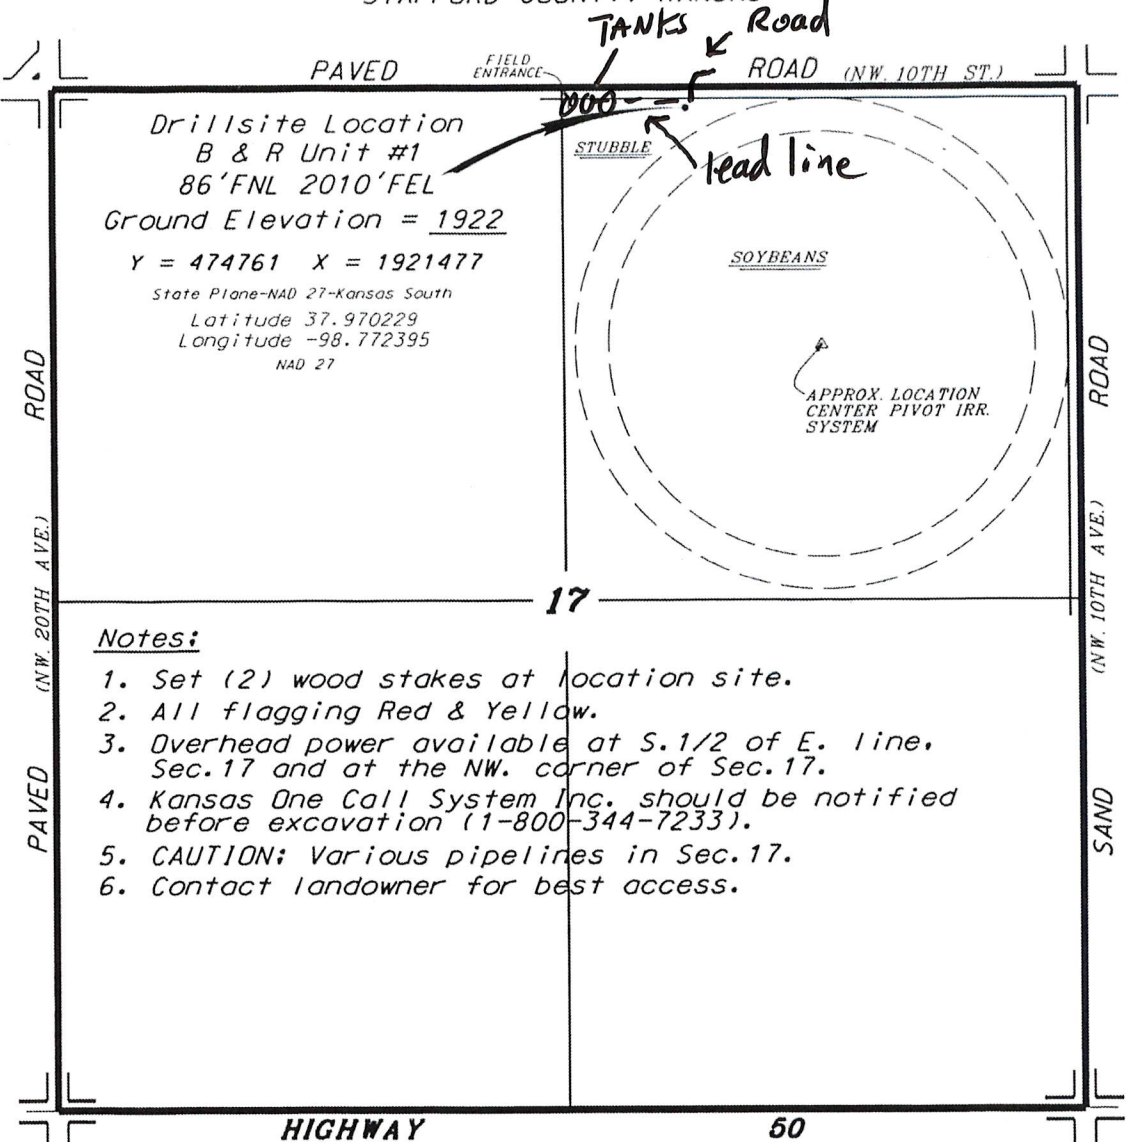 TANKS
Road
PAVED
FIELD
ENTRANCE
ROAD (NW. 10TH ST.)
Drillsite Location
B & R Unit #1
86'FNL 2010'FEL
Ground Elevation = 1922
Y = 474761 X = 1921477
State Plane-NAD 27-Kansas South
Latitude 37.970229
Longitude -98.772395
NAD 27
STUBBLE
lead line
SOYBEANS
APPROX. LOCATION
CENTER PIVOT IRR.
SYSTEM
PAVED (NW. 20TH AVE.) ROAD
SAND (NW. 10TH AVE.) ROAD
17
Notes:
1. Set (2) wood stakes at location site.
2. All flagging Red & Yellow.
3. Overhead power available at S.1/2 of E. line,
Sec.17 and at the NW. corner of Sec.17.
4. Kansas One Call System Inc. should be notified
before excavation (1-800-344-7233).
5. CAUTION: Various pipelines in Sec.17.
6. Contact landowner for best access.
HIGHWAY 50